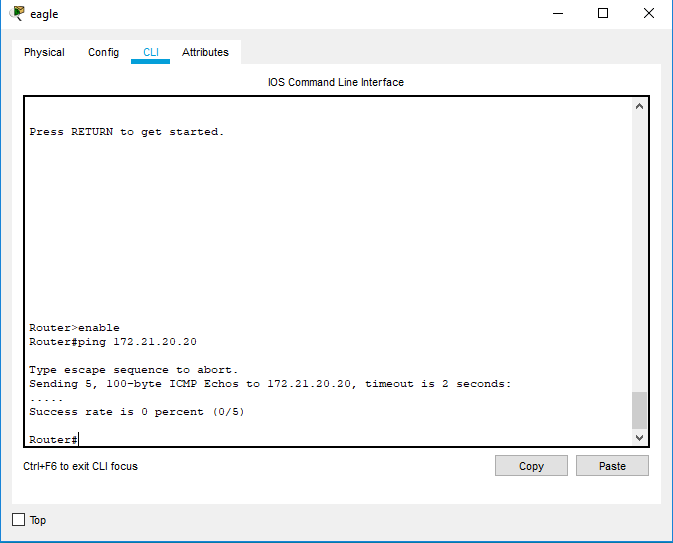 eagle
Physical Config CLI Attributes
IOS Command Line Interface
Press RETURN to get started.
Router>enable
Router#ping 172.21.20.20
Type escape sequence to abort.
Sending 5, 100-byte ICMP Echos to 172.21.20.20, timeout is 2 seconds:
.....
Success rate is 0 percent (0/5)
Router#
Ctrl+F6 to exit CLI focus
Copy Paste
Top